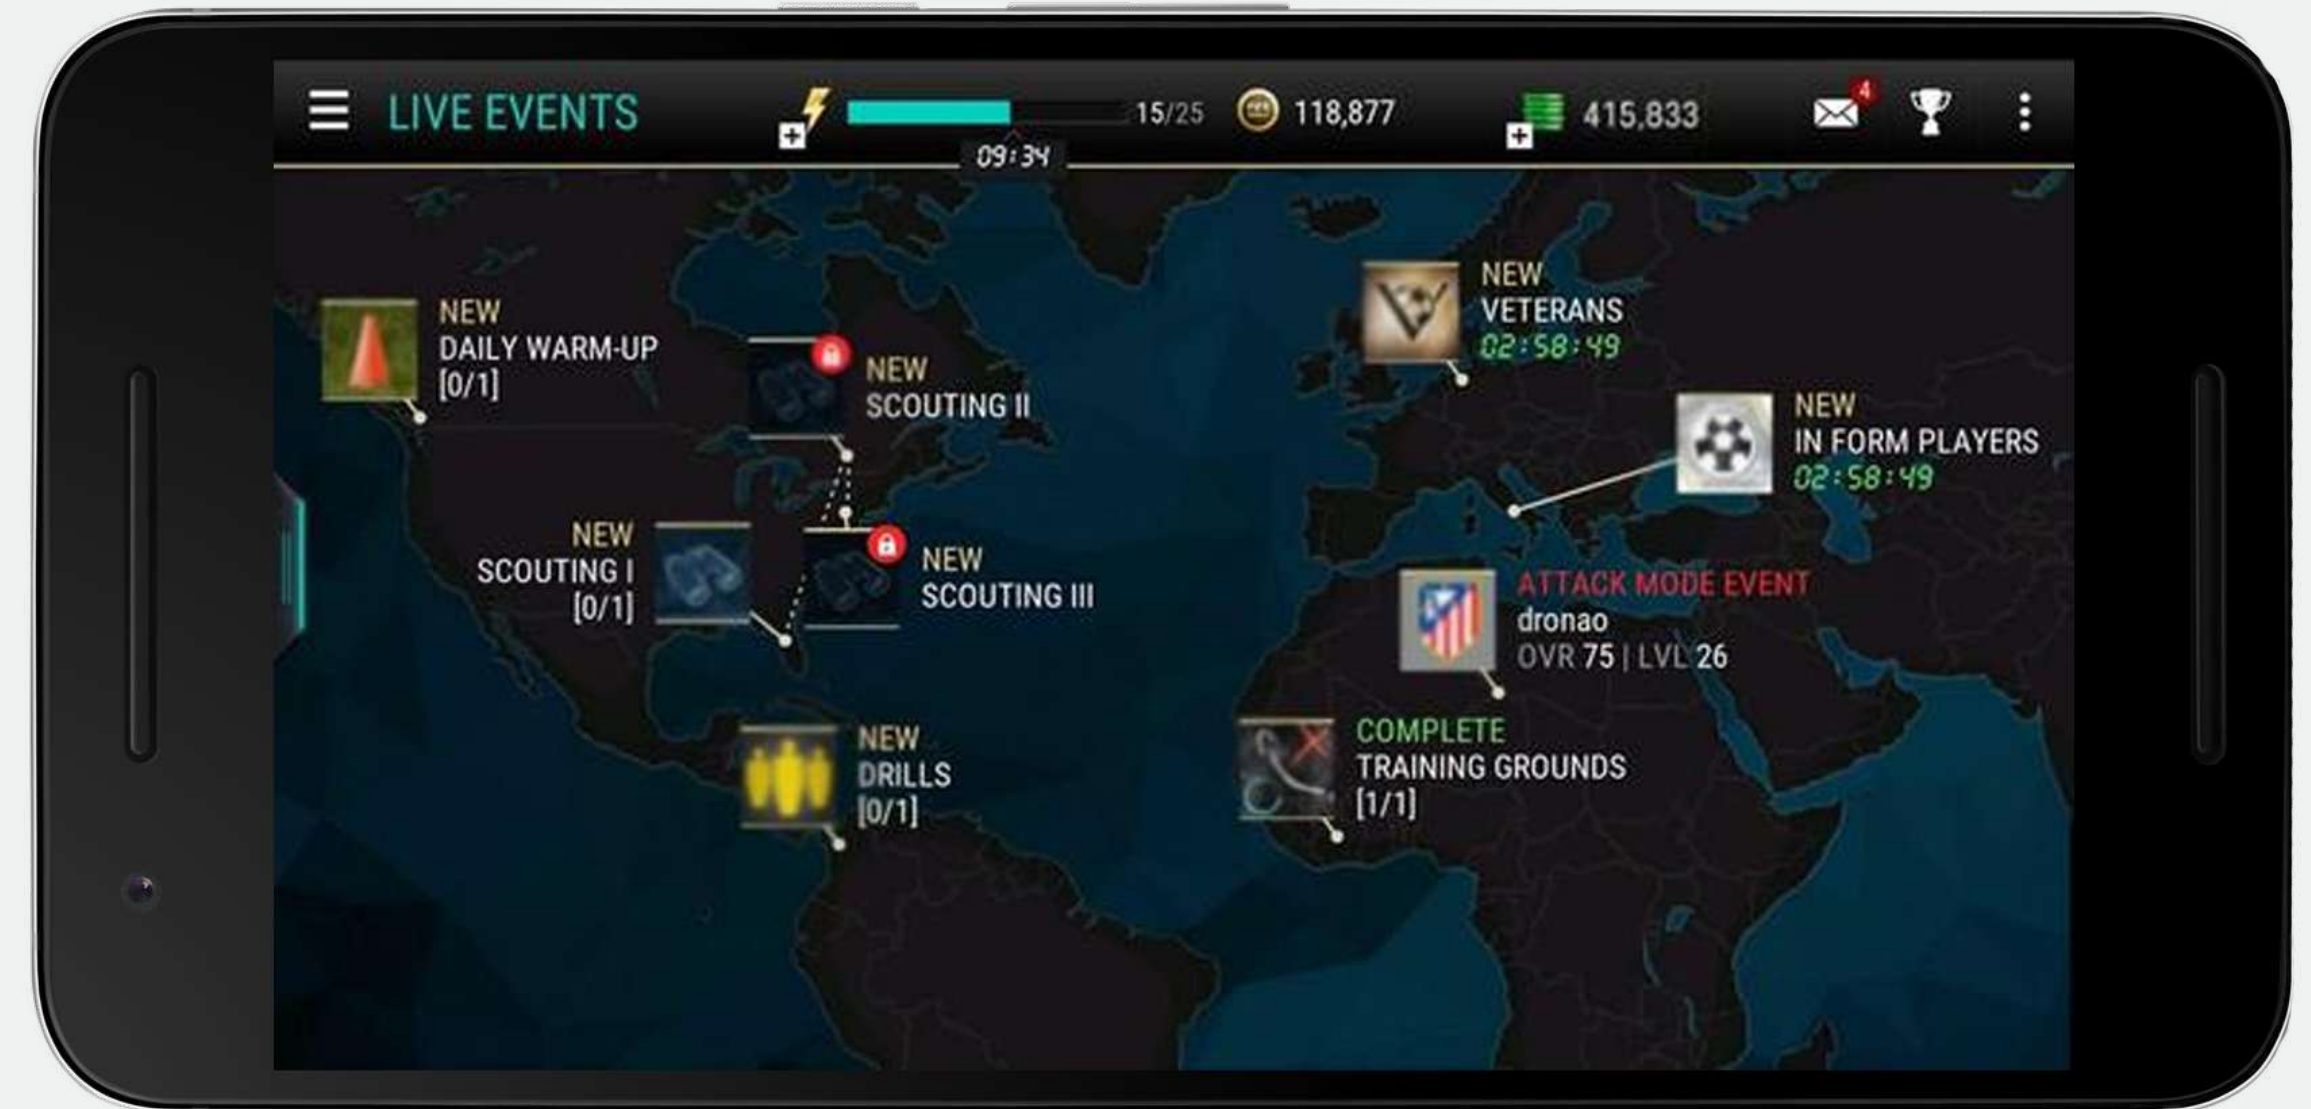 LIVE EVENTS
15/25
118,877
415,833
4
09:34
NEW
DAILY WARM-UP
[0/1]
NEW
SCOUTING II
NEW
SCOUTING I
[0/1]
NEW
SCOUTING III
NEW
DRILLS
[0/1]
NEW
VETERANS
02:58:49
NEW
IN FORM PLAYERS
02:58:49
ATTACK MODE EVENT
dronao
OVR 75 | LVL 26
COMPLETE
TRAINING GROUNDS
[1/1]